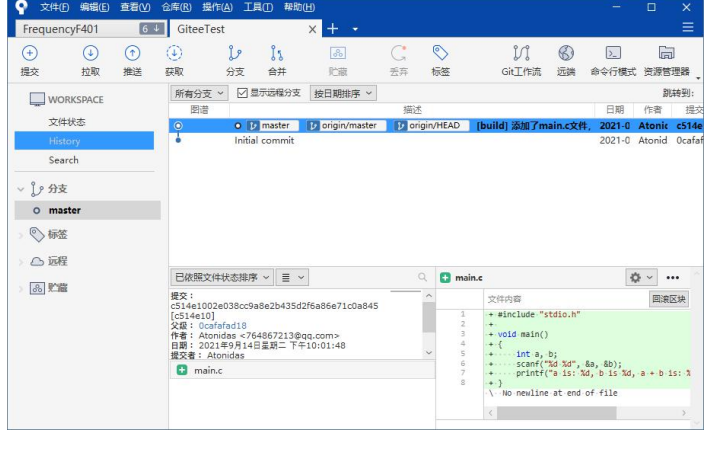 文件(F) 编辑(E) 查看(V) 仓库(R) 操作(A) 工具(T) 帮助(H)
FrequencyF401 6 GiteeTest
提交 拉取 推送 获取 分支 合并 贮藏 丢弃 标签 Git工作流 远端 命令行模式 资源管理器
WORKSPACE
文件状态
History
Search
分支
master
标签
远程
贮藏
所有分支 显示远程分支 按日期排序 跳转到:
图谱 描述 日期 作者 提交
master origin/master origin/HEAD [build] 添加了main.c文件, 2021-0 Atonic c514e
Initial commit 2021-0 Atonid 0cafaf
已依照文件状态排序
提交：
c514e1002e038cc9a8e2b435d2f6a86e71c0a845
[c514e10]
父级： 0cafafad18
作者： Atonidas <764867213@qq.com>
日期： 2021年9月14日星期二 下午10:01:48
提交者： Atonidas
main.c
main.c
文件内容 回滚区块
1 + #include "stdio.h"
2 +
3 + void main()
4 + {
5 + int a, b;
6 + scanf("%d %d", &a, &b);
7 + printf("a is: %d, b is %d, a + b is: %
8 + }
\ No newline at end of file